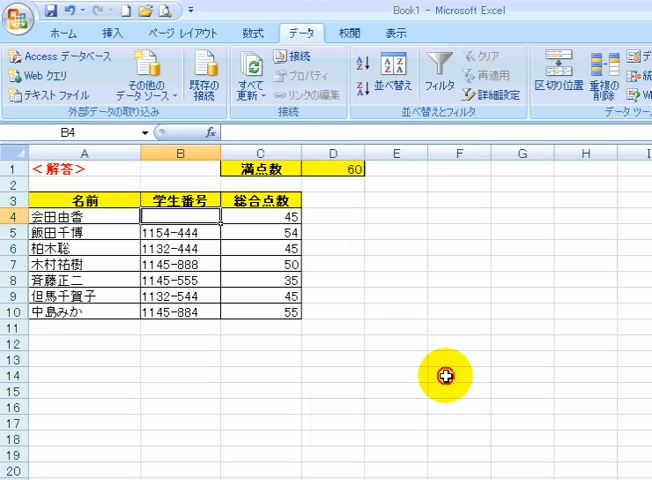 Book1 - Microsoft Excel
ホーム 挿入 ページ レイアウト 数式 データ 校閲 表示
Access データベース
Web クエリ
テキスト ファイル
その他の
データ ソース
既存の
接続
外部データの取り込み
すべて
更新
接続
プロパティ
リンクの編集
接続
並べ替え
フィルタ
クリア
再適用
詳細設定
並べ替えとフィルタ
区切り位置
重複の
削除
データ ツー
B4 fx
A B C D E F G H I
1 <解答> 満点数 60
2
3 名前 学生番号 総合点数
4 会田由香 45
5 飯田千博 1154-444 54
6 柏木聡 1132-444 45
7 木村祐樹 1145-888 50
8 斉藤正二 1145-555 35
9 但馬千賀子 1132-544 45
10 中島みか 1145-884 55
11
12
13
14
15
16
17
18
19
20